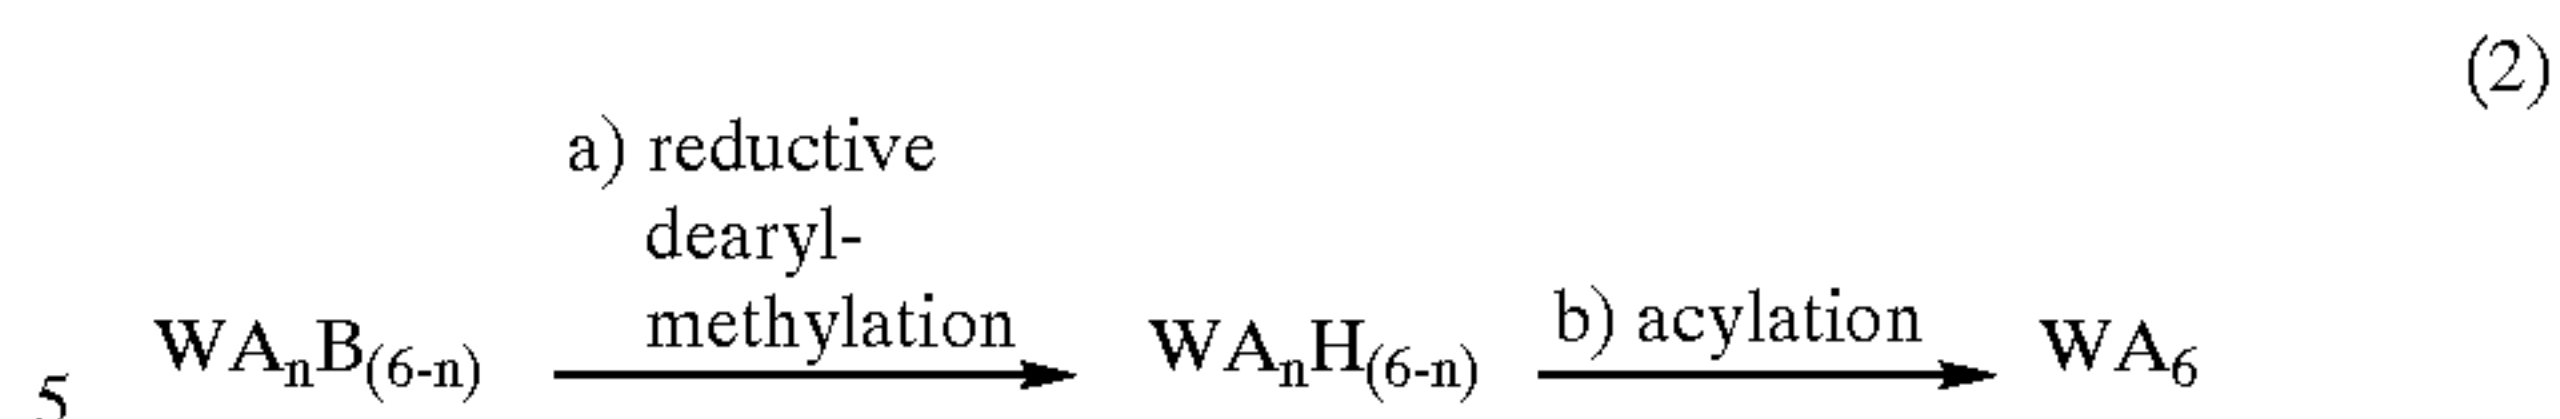 (2)
a) reductive
dearyl-
methylation
WAₙB₍₆₋ₙ₎ WAₙH₍₆₋ₙ₎ b) acylation WA₆
5